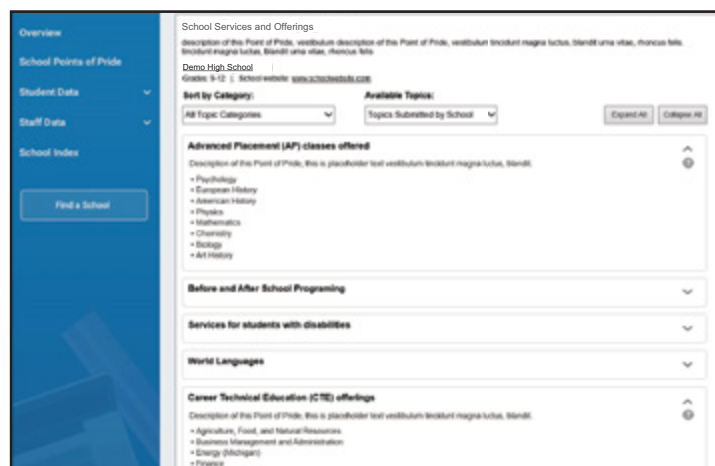 Overview
School Points of Pride
Student Data
Staff Data
School Index
Find a School
School Services and Offerings
description of this Point of Pride, vestibulum description of this Point of Pride, vestibulum tincidunt magna luctus, blandit urna vitae, rhoncus felis.
tincidunt magna luctus, blandit urna vitae, rhoncus felis
Demo High School
Grades: 9-12 | School website: www.schoolwebsite.com
Sort by Category: Available Topics:
All Topic Categories Topics Submitted by School Expand All Collapse All
Advanced Placement (AP) classes offered
Description of this Point of Pride, this is placeholder text vestibulum tincidunt magna luctus, blandit.
• Psychology
• European History
• American History
• Physics
• Mathematics
• Chemistry
• Biology
• Art History
Before and After School Programing
Services for students with disabilities
World Languages
Career Technical Education (CTE) offerings
Description of this Point of Pride, this is placeholder text vestibulum tincidunt magna luctus, blandit.
• Agriculture, Food, and Natural Resources
• Business Management and Administration
• Energy (Michigan)
• Finance